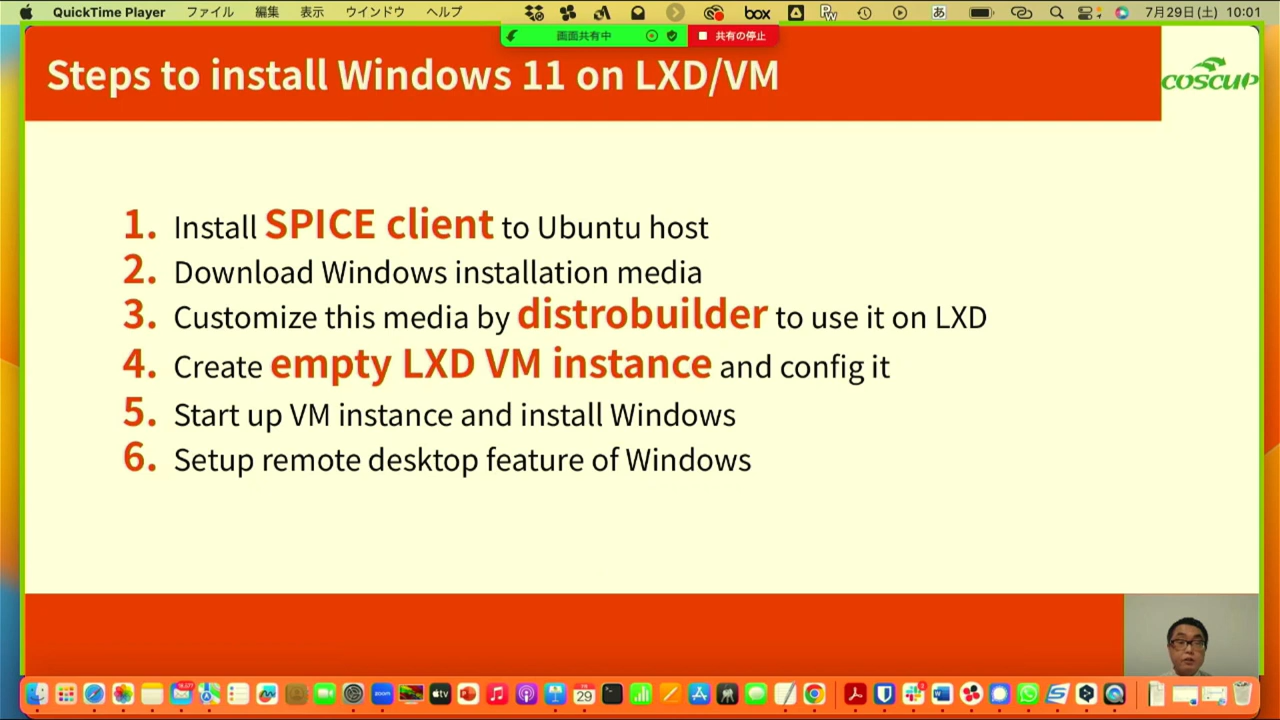 QuickTime Player ファイル 編集 表示 ウインドウ ヘルプ box あ 7月29日(土) 10:01
画面共有中 共有の停止
Steps to install Windows 11 on LXD/VM
COSCUP
1. Install SPICE client to Ubuntu host
2. Download Windows installation media
3. Customize this media by distrobuilder to use it on LXD
4. Create empty LXD VM instance and config it
5. Start up VM instance and install Windows
6. Setup remote desktop feature of Windows
zoom tv 29